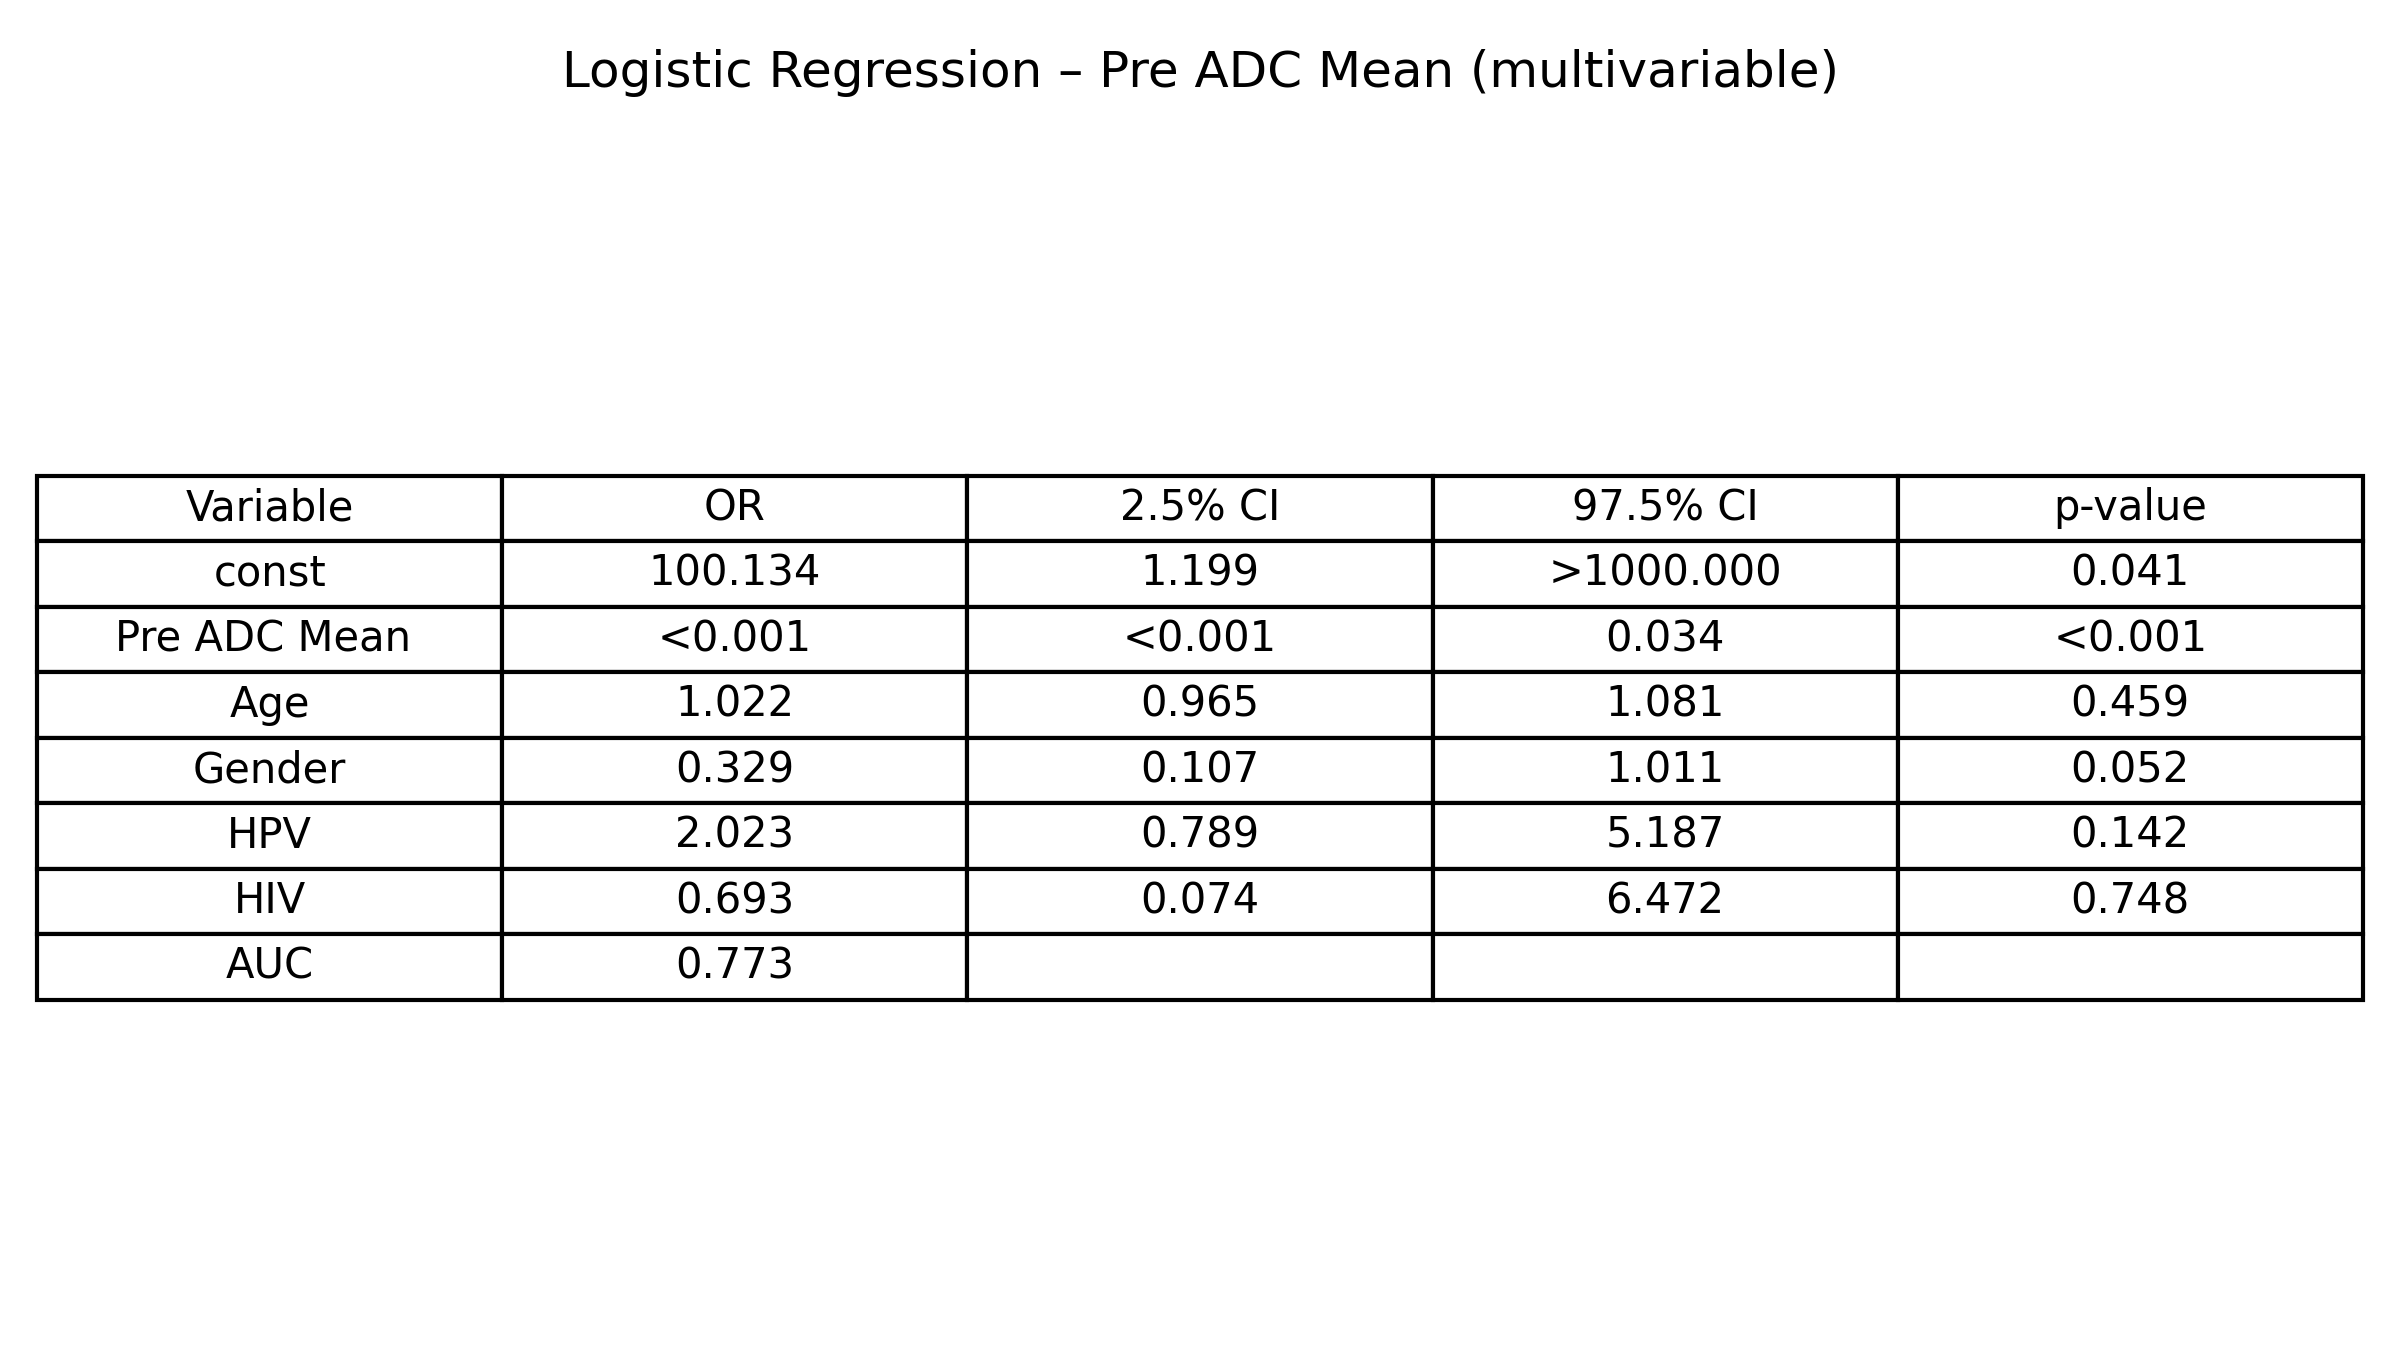 Logistic Regression – Pre ADC Mean (multivariable)
Variable OR 2.5% CI 97.5% CI p-value
const 100.134 1.199 >1000.000 0.041
Pre ADC Mean <0.001 <0.001 0.034 <0.001
Age 1.022 0.965 1.081 0.459
Gender 0.329 0.107 1.011 0.052
HPV 2.023 0.789 5.187 0.142
HIV 0.693 0.074 6.472 0.748
AUC 0.773